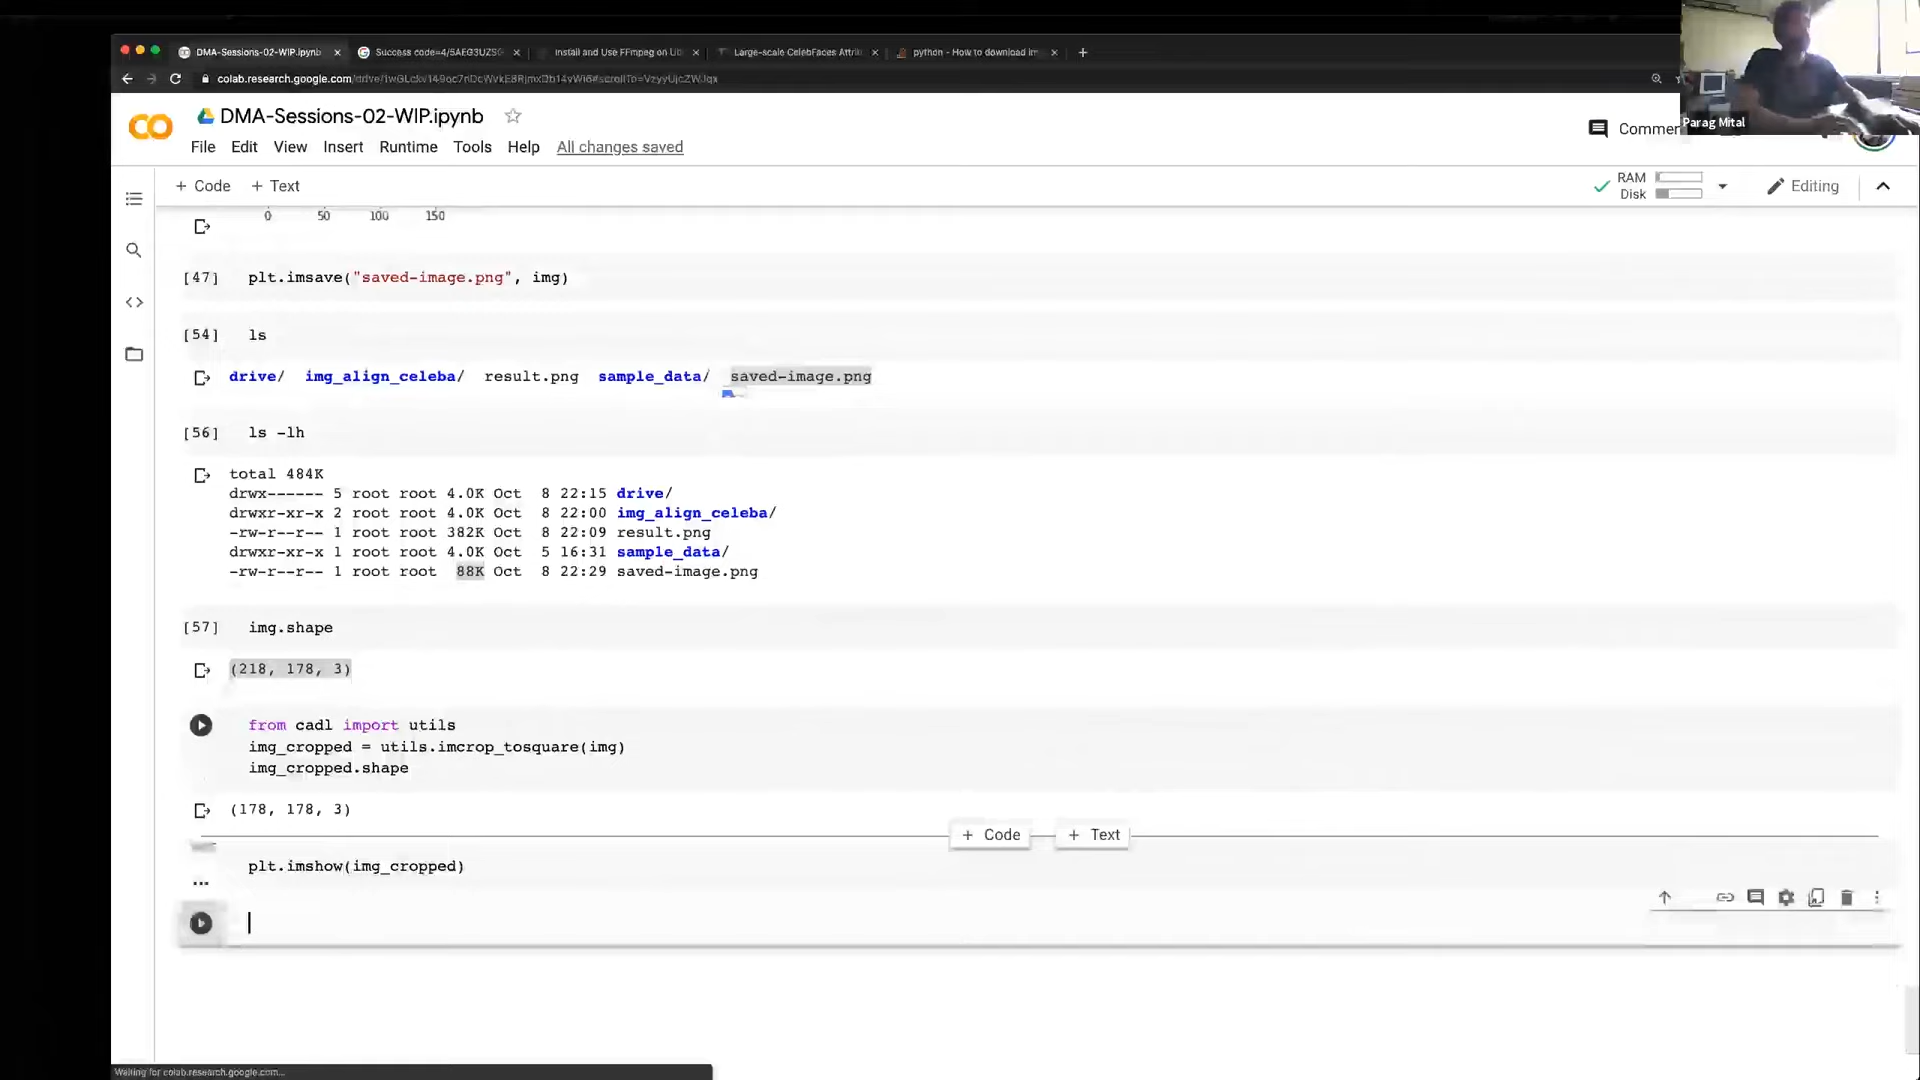 DMA-Sessions-02-WIP.ipynb
Success code=4/5AEG3UZS
Install and Use FFmpeg on Ub
Large-scale CelebFaces Attrib
python - How to download im
colab.research.google.com
DMA-Sessions-02-WIP.ipynb
Commen
Parag Mital
File Edit View Insert Runtime Tools Help All changes saved
+ Code + Text
RAM
Disk
Editing
0 50 100 150
[47] plt.imsave("saved-image.png", img)
[54] ls
drive/ img_align_celeba/ result.png sample_data/ saved-image.png
[56] ls -lh
total 484K
drwx------ 5 root root 4.0K Oct 8 22:15 drive/
drwxr-xr-x 2 root root 4.0K Oct 8 22:00 img_align_celeba/
-rw-r--r-- 1 root root 382K Oct 8 22:09 result.png
drwxr-xr-x 1 root root 4.0K Oct 5 16:31 sample_data/
-rw-r--r-- 1 root root 88K Oct 8 22:29 saved-image.png
[57] img.shape
(218, 178, 3)
from cadl import utils
img_cropped = utils.imcrop_tosquare(img)
img_cropped.shape
(178, 178, 3)
+ Code + Text
plt.imshow(img_cropped)
...
Waiting for colab.research.google.com...